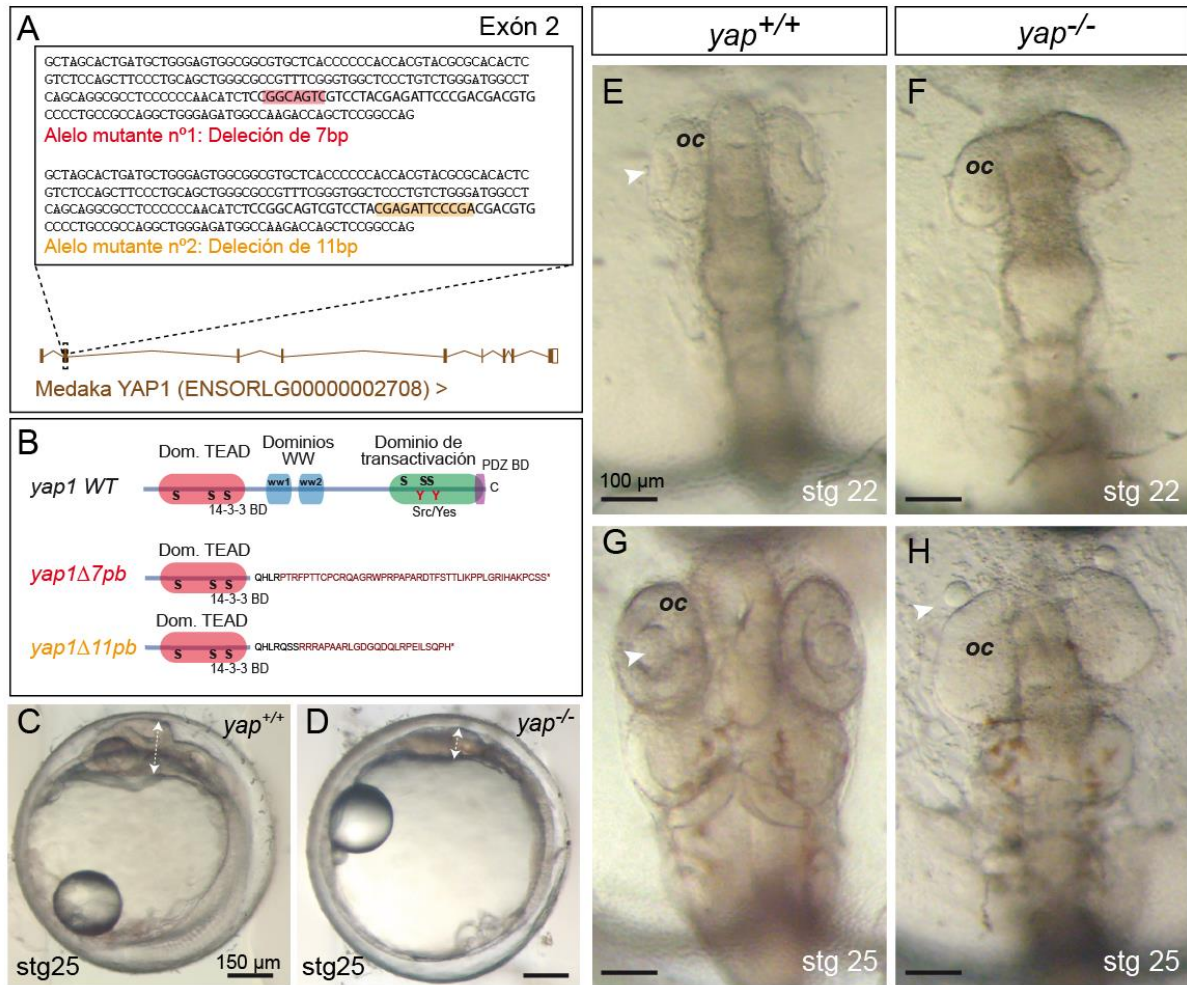 A
Exón 2
GCTAGCACTGATGCTGGGAGTGGCGGCGTGCTCACCCCCCACCACGTACGCGCACACTC
GTCTCCAGCTTCCCTGCAGCTGGGCGCCGTTTCGGGTGGCTCCCTGTCTGGGATGGCCT
CAGCAGGCGCCTCCCCCCAACATCTCCGGCAGTCGTCCTACGAGATTCCCGACGACGTG
CCCCTGCCGCCAGGCTGGGAGATGGCCAAGACCAGCTCCGGCCAG
Alelo mutante nº1: Deleción de 7bp
GCTAGCACTGATGCTGGGAGTGGCGGCGTGCTCACCCCCCACCACGTACGCGCACACTC
GTCTCCAGCTTCCCTGCAGCTGGGCGCCGTTTCGGGTGGCTCCCTGTCTGGGATGGCCT
CAGCAGGCGCCTCCCCCCAACATCTCCGGCAGTCGTCCTACGAGATTCCCGACGACGTG
CCCCTGCCGCCAGGCTGGGAGATGGCCAAGACCAGCTCCGGCCAG
Alelo mutante nº2: Deleción de 11bp
Medaka YAP1 (ENSORLG00000002708) >
B
Dom. TEAD
Dominios WW
Dominio de transactivación
PDZ BD
yap1 WT
S S S
ww1 ww2
S SS
Y Y
C
14-3-3 BD
Src/Yes
Dom. TEAD
yap1Δ7pb
S S S
QHLRPTRFPTTCPCRQAGRWPRPAPARDTFSTTLIKPPLGRIHAKPCSS*
14-3-3 BD
Dom. TEAD
yap1Δ11pb
S S S
QHLRQSSRRRAPAARLGDGQDQLRPEILSQPH*
14-3-3 BD
C
yap+/+
stg25
150 µm
D
yap-/-
stg25
yap+/+
yap-/-
E
oc
100 µm
stg 22
F
oc
stg 22
G
oc
stg 25
H
oc
stg 25